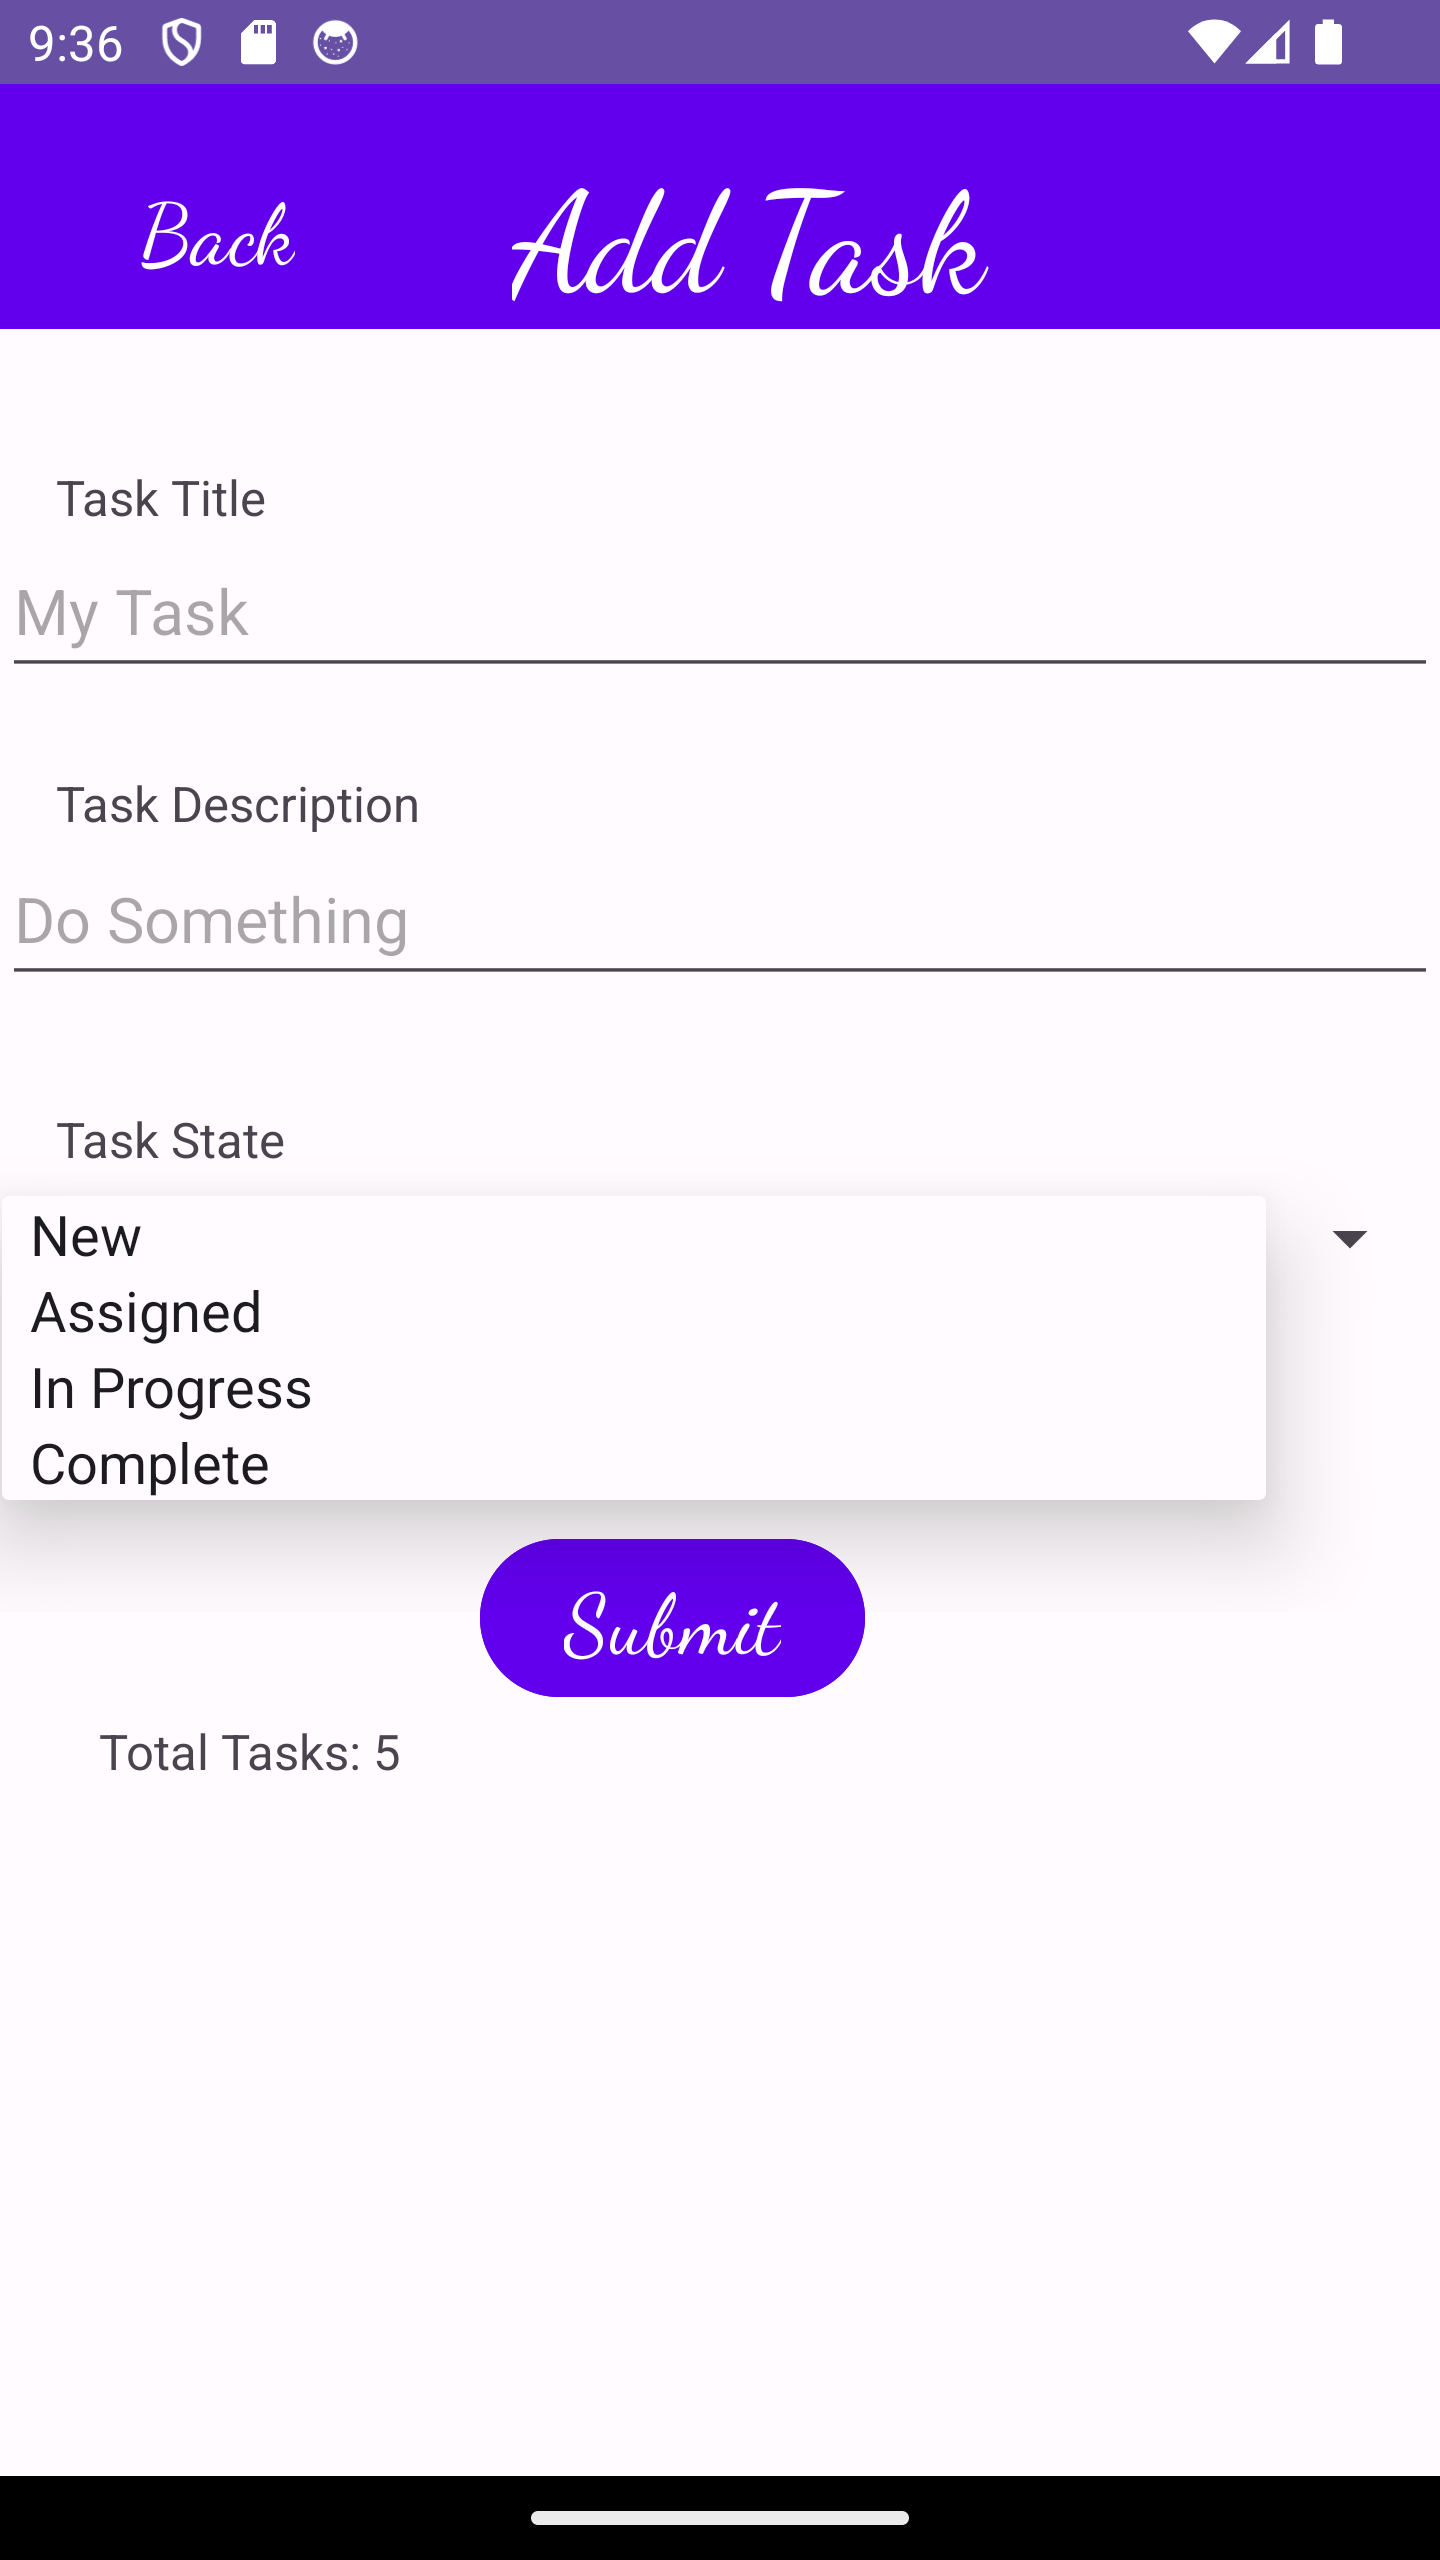 9:36
Back
Add Task
Task Title
My Task
Task Description
Do Something
Task State
New
Assigned
In Progress
Complete
Submit
Total Tasks: 5